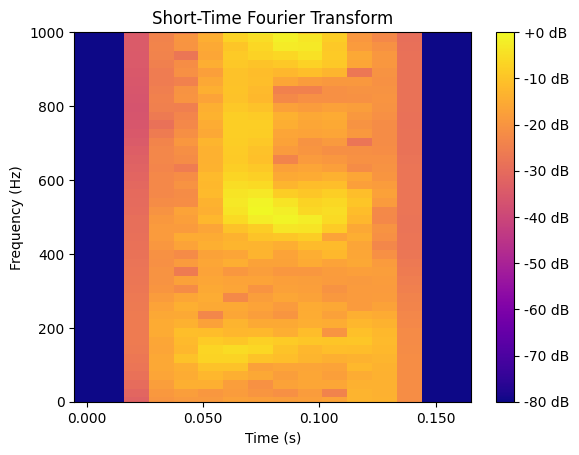 Short-Time Fourier Transform
1000
800
600
400
200
0
Frequency (Hz)
0.000
0.050
0.100
0.150
Time (s)
+0 dB
-10 dB
-20 dB
-30 dB
-40 dB
-50 dB
-60 dB
-70 dB
-80 dB